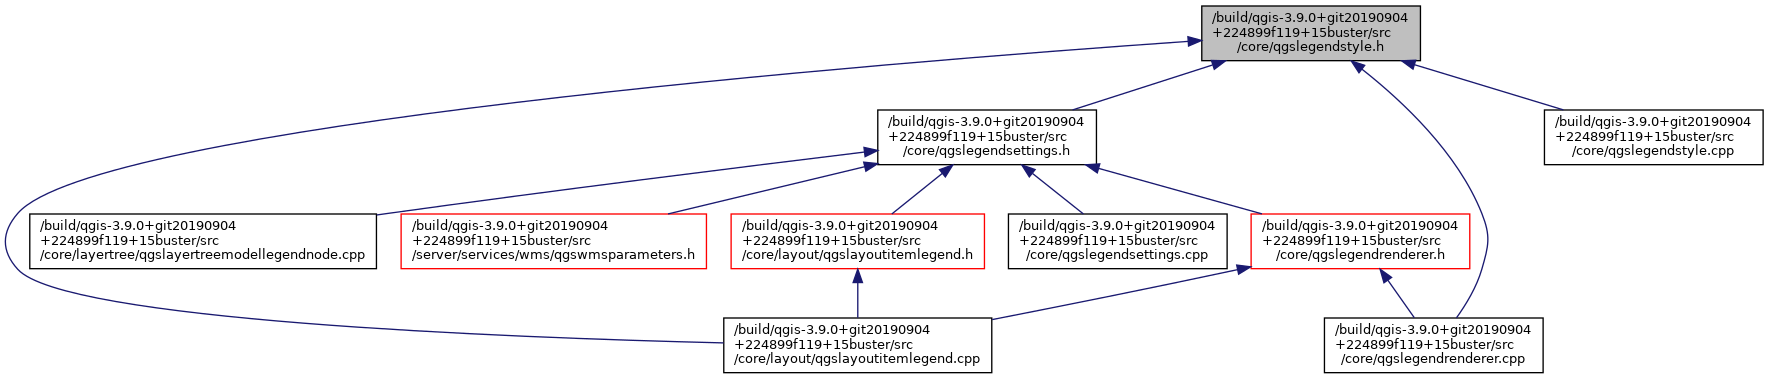 /build/qgis-3.9.0+git20190904
+224899f119+15buster/src
/core/qgslegendstyle.h
/build/qgis-3.9.0+git20190904
+224899f119+15buster/src
/core/qgslegendsettings.h
/build/qgis-3.9.0+git20190904
+224899f119+15buster/src
/core/qgslegendstyle.cpp
/build/qgis-3.9.0+git20190904
+224899f119+15buster/src
/core/layertree/qgslayertreemodellegendnode.cpp
/build/qgis-3.9.0+git20190904
+224899f119+15buster/src
/server/services/wms/qgswmsparameters.h
/build/qgis-3.9.0+git20190904
+224899f119+15buster/src
/core/layout/qgslayoutitemlegend.h
/build/qgis-3.9.0+git20190904
+224899f119+15buster/src
/core/qgslegendsettings.cpp
/build/qgis-3.9.0+git20190904
+224899f119+15buster/src
/core/qgslegendrenderer.h
/build/qgis-3.9.0+git20190904
+224899f119+15buster/src
/core/layout/qgslayoutitemlegend.cpp
/build/qgis-3.9.0+git20190904
+224899f119+15buster/src
/core/qgslegendrenderer.cpp